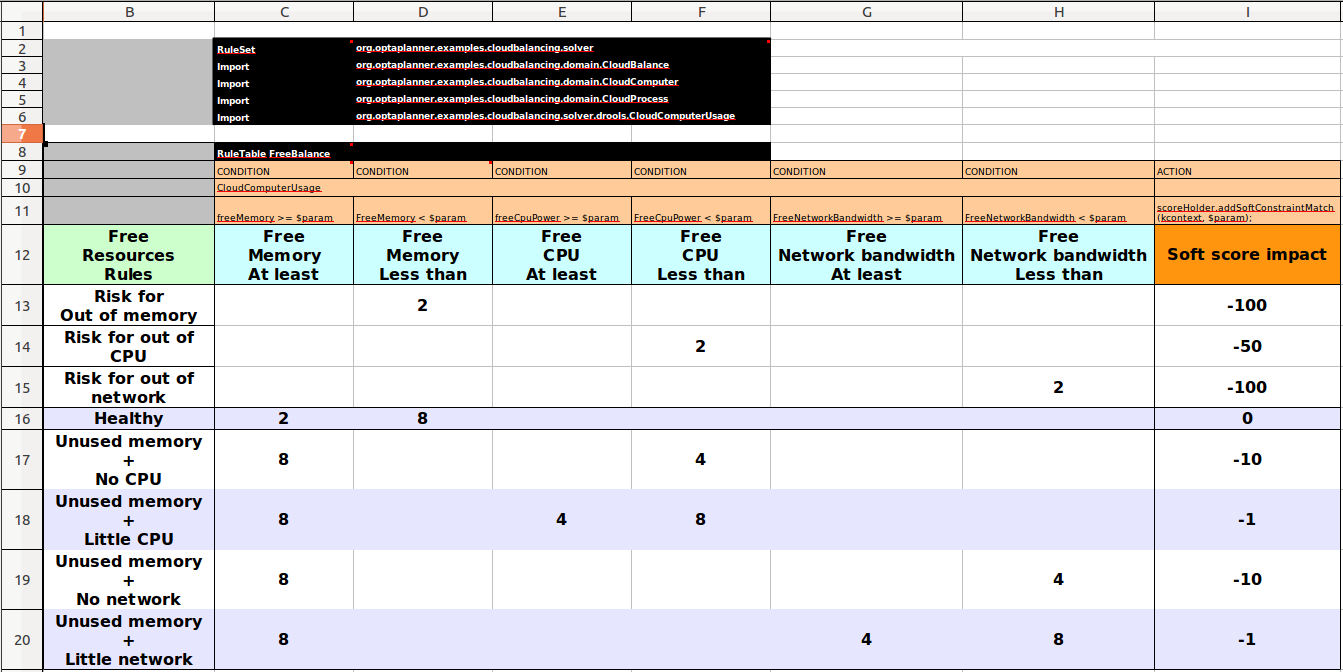 B C D E F G H I
1
2 RuleSet org.optaplanner.examples.cloudbalancing.solver
3 Import org.optaplanner.examples.cloudbalancing.domain.CloudBalance
4 Import org.optaplanner.examples.cloudbalancing.domain.CloudComputer
5 Import org.optaplanner.examples.cloudbalancing.domain.CloudProcess
6 Import org.optaplanner.examples.cloudbalancing.solver.drools.CloudComputerUsage
7
8 RuleTable FreeBalance
9 CONDITION CONDITION CONDITION CONDITION CONDITION CONDITION ACTION
10 CloudComputerUsage
11 freeMemory >= $param FreeMemory < $param freeCpuPower >= $param FreeCpuPower < $param FreeNetworkBandwidth >= $param FreeNetworkBandwidth < $param scoreHolder.addSoftConstraintMatch
(kcontext, $param);
Free Free Free Free Free Free Free
12 Resources Memory Memory CPU CPU Network bandwidth Network bandwidth Soft score impact
Rules At least Less than At least Less than At least Less than
Risk for
13 2 -100
Out of memory
Risk for out of
14 2 -50
CPU
Risk for out of
15 2 -100
network
16 Healthy 2 8 0
Unused memory
17 + 8 4 -10
No CPU
Unused memory
18 + 8 4 8 -1
Little CPU
Unused memory
19 + 8 4 -10
No network
Unused memory
20 + 8 4 8 -1
Little network